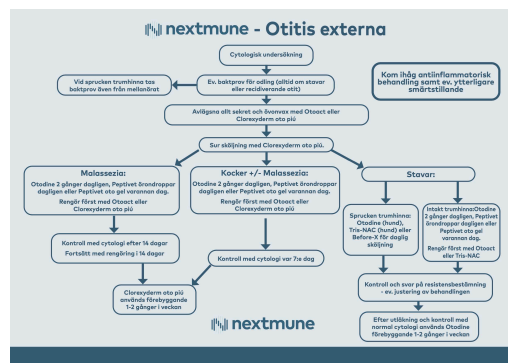 nextmune - Otitis externa
Cytologisk undersökning
Ev. baktprov för odling (alltid om stavar
eller recidiverande otit)
Vid sprucken trumhinna tas
baktprov även från mellanörat
Kom ihåg antiinflammatorisk
behandling samt ev. ytterligare
smärtstillande
Avlägsna allt sekret och öronvax med Otoact eller
Clorexyderm oto piú
Sur sköljning med Clorexyderm oto piú.
Malassezia:
Otodine 2 gånger dagligen, Peptivet örondroppar
dagligen eller Peptivet oto gel varannan dag.
Rengör först med Otoact eller
Clorexyderm oto piú
Kontroll med cytologi efter 14 dagar
Fortsätt med rengöring i 14 dagar
Clorexyderm oto piú
används förebyggande
1-2 gånger i veckan
Kocker +/- Malassezia:
Otodine 2 gånger dagligen, Peptivet örondroppar
dagligen eller Peptivet oto gel varannan dag.
Rengör först med Otoact eller
Clorexyderm oto piú
Kontroll med cytologi var 7:e dag
Stavar:
Sprucken trumhinna:
Otodine (hund),
Tris-NAC (hund) eller
Before-X för daglig
sköljning
Intakt trumhinna:Otodine
2 gånger dagligen, Peptivet
örondroppar dagligen eller
Peptivet oto gel
varannan dag.
Rengör först med Otoact
eller Tris-NAC
Kontroll och svar på resistensbestämning
- ev. justering av behandlingen
Efter utläkning och kontroll med
normal cytologi används Otodine
förebyggande 1-2 gånger i veckan
nextmune